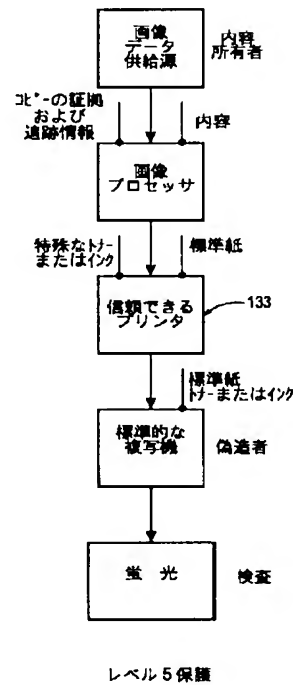 画像
データ
供給源
内容
所有者
コピーの証拠
および
追跡情報
内容
画像
プロセッサ
特殊なトナー
またはインク
標準紙
信頼できる
プリンタ
133
標準紙
トナーまたはインク
標準的な
複写機
偽造者
蛍光
検査
レベル5保護